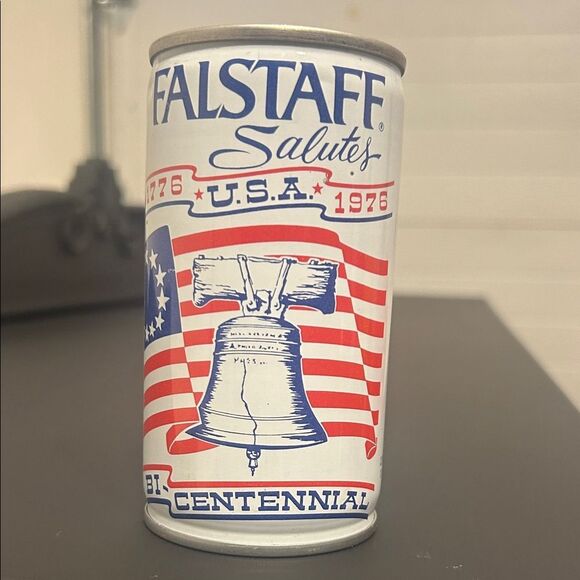 FALSTAFF®
Salutes
1776 ★ U.S.A. ★ 1976
BI-CENTENNIAL